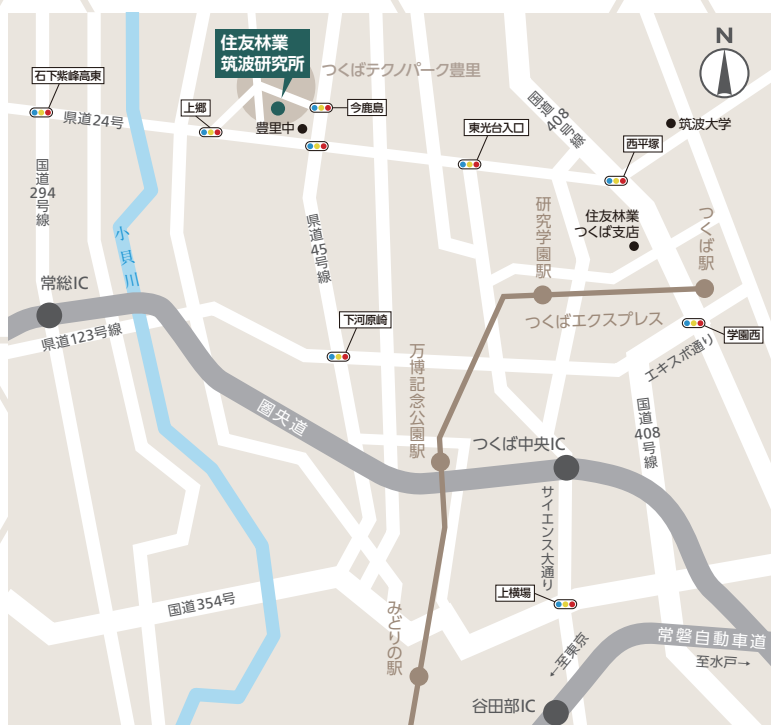 住友林業
筑波研究所
つくばテクノパーク豊里
N
石下紫峰高東
県道24号
上郷
今鹿島
豊里中
国道408号線
筑波大学
東光台入口
西平塚
国道294号線
小貝川
県道45号線
研究学園駅
住友林業
つくば支店
つくば駅
常総IC
県道123号線
下河原崎
つくばエクスプレス
学園西
エキスポ通り
万博記念公園駅
圏央道
つくば中央IC
国道408号線
サイエンス大通り
国道354号
みどりの駅
上横場
常磐自動車道
←至東京
至水戸→
谷田部IC